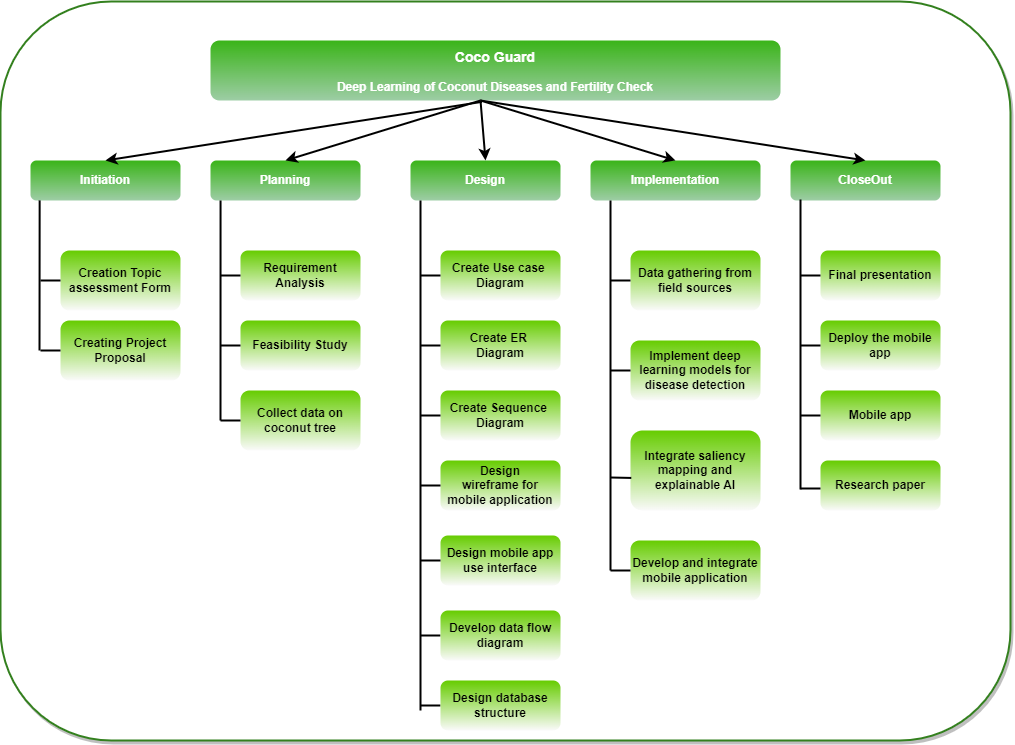 Coco Guard
Deep Learning of Coconut Diseases and Fertility Check
Initiation
Planning
Design
Implementation
CloseOut
Creation Topic
assessment Form
Creating Project
Proposal
Requirement
Analysis
Feasibility Study
Collect data on
coconut tree
Create Use case
Diagram
Create ER
Diagram
Create Sequence
Diagram
Design
wireframe for
mobile application
Design mobile app
use interface
Develop data flow
diagram
Design database
structure
Data gathering from
field sources
Implement deep
learning models for
disease detection
Integrate saliency
mapping and
explainable AI
Develop and integrate
mobile application
Final presentation
Deploy the mobile
app
Mobile app
Research paper